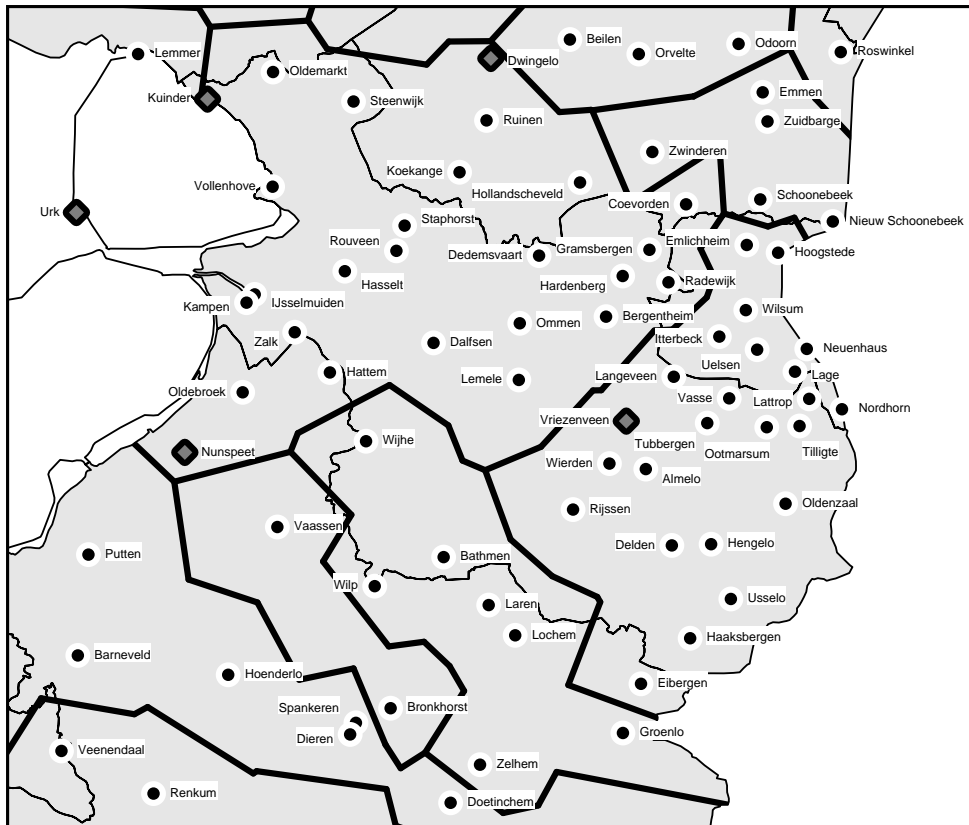 Beilen
Odoorn
Lemmer
Orvelte
Roswinkel
Dwingelo
Oldemarkt
Emmen
Kuinder
Steenwijk
Ruinen
Zuidbarge
Zwinderen
Koekange
Vollenhove
Hollandscheveld
Schoonebeek
Coevorden
Urk
Staphorst
Nieuw Schoonebeek
Rouveen
Gramsbergen
Emlichheim
Dedemsvaart
Hoogstede
Hasselt
Hardenberg
Radewijk
IJsselmuiden
Kampen
Wilsum
Bergentheim
Ommen
Zalk
Itterbeck
Dalfsen
Neuenhaus
Uelsen
Hattem
Lemele
Langeveen
Lage
Oldebroek
Vasse
Lattrop
Nordhorn
Vriezenveen
Wijhe
Tubbergen
Nunspeet
Ootmarsum
Tilligte
Wierden
Almelo
Rijssen
Oldenzaal
Vaassen
Delden
Hengelo
Putten
Bathmen
Wilp
Usselo
Laren
Lochem
Haaksbergen
Barneveld
Hoenderlo
Eibergen
Spankeren
Bronkhorst
Dieren
Groenlo
Veenendaal
Zelhem
Renkum
Doetinchem